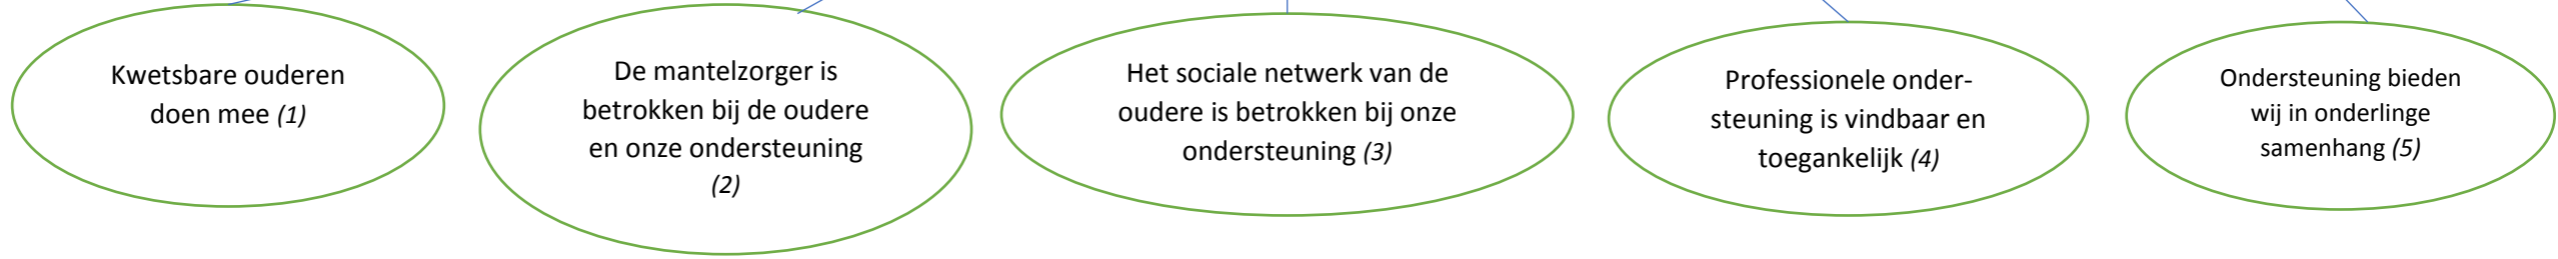 Kwetsbare ouderen
doen mee (1)
De mantelzorger is
betrokken bij de oudere
en onze ondersteuning
(2)
Het sociale netwerk van de
oudere is betrokken bij onze
ondersteuning (3)
Professionele onder-
steuning is vindbaar en
toegankelijk (4)
Ondersteuning bieden
wij in onderlinge
samenhang (5)